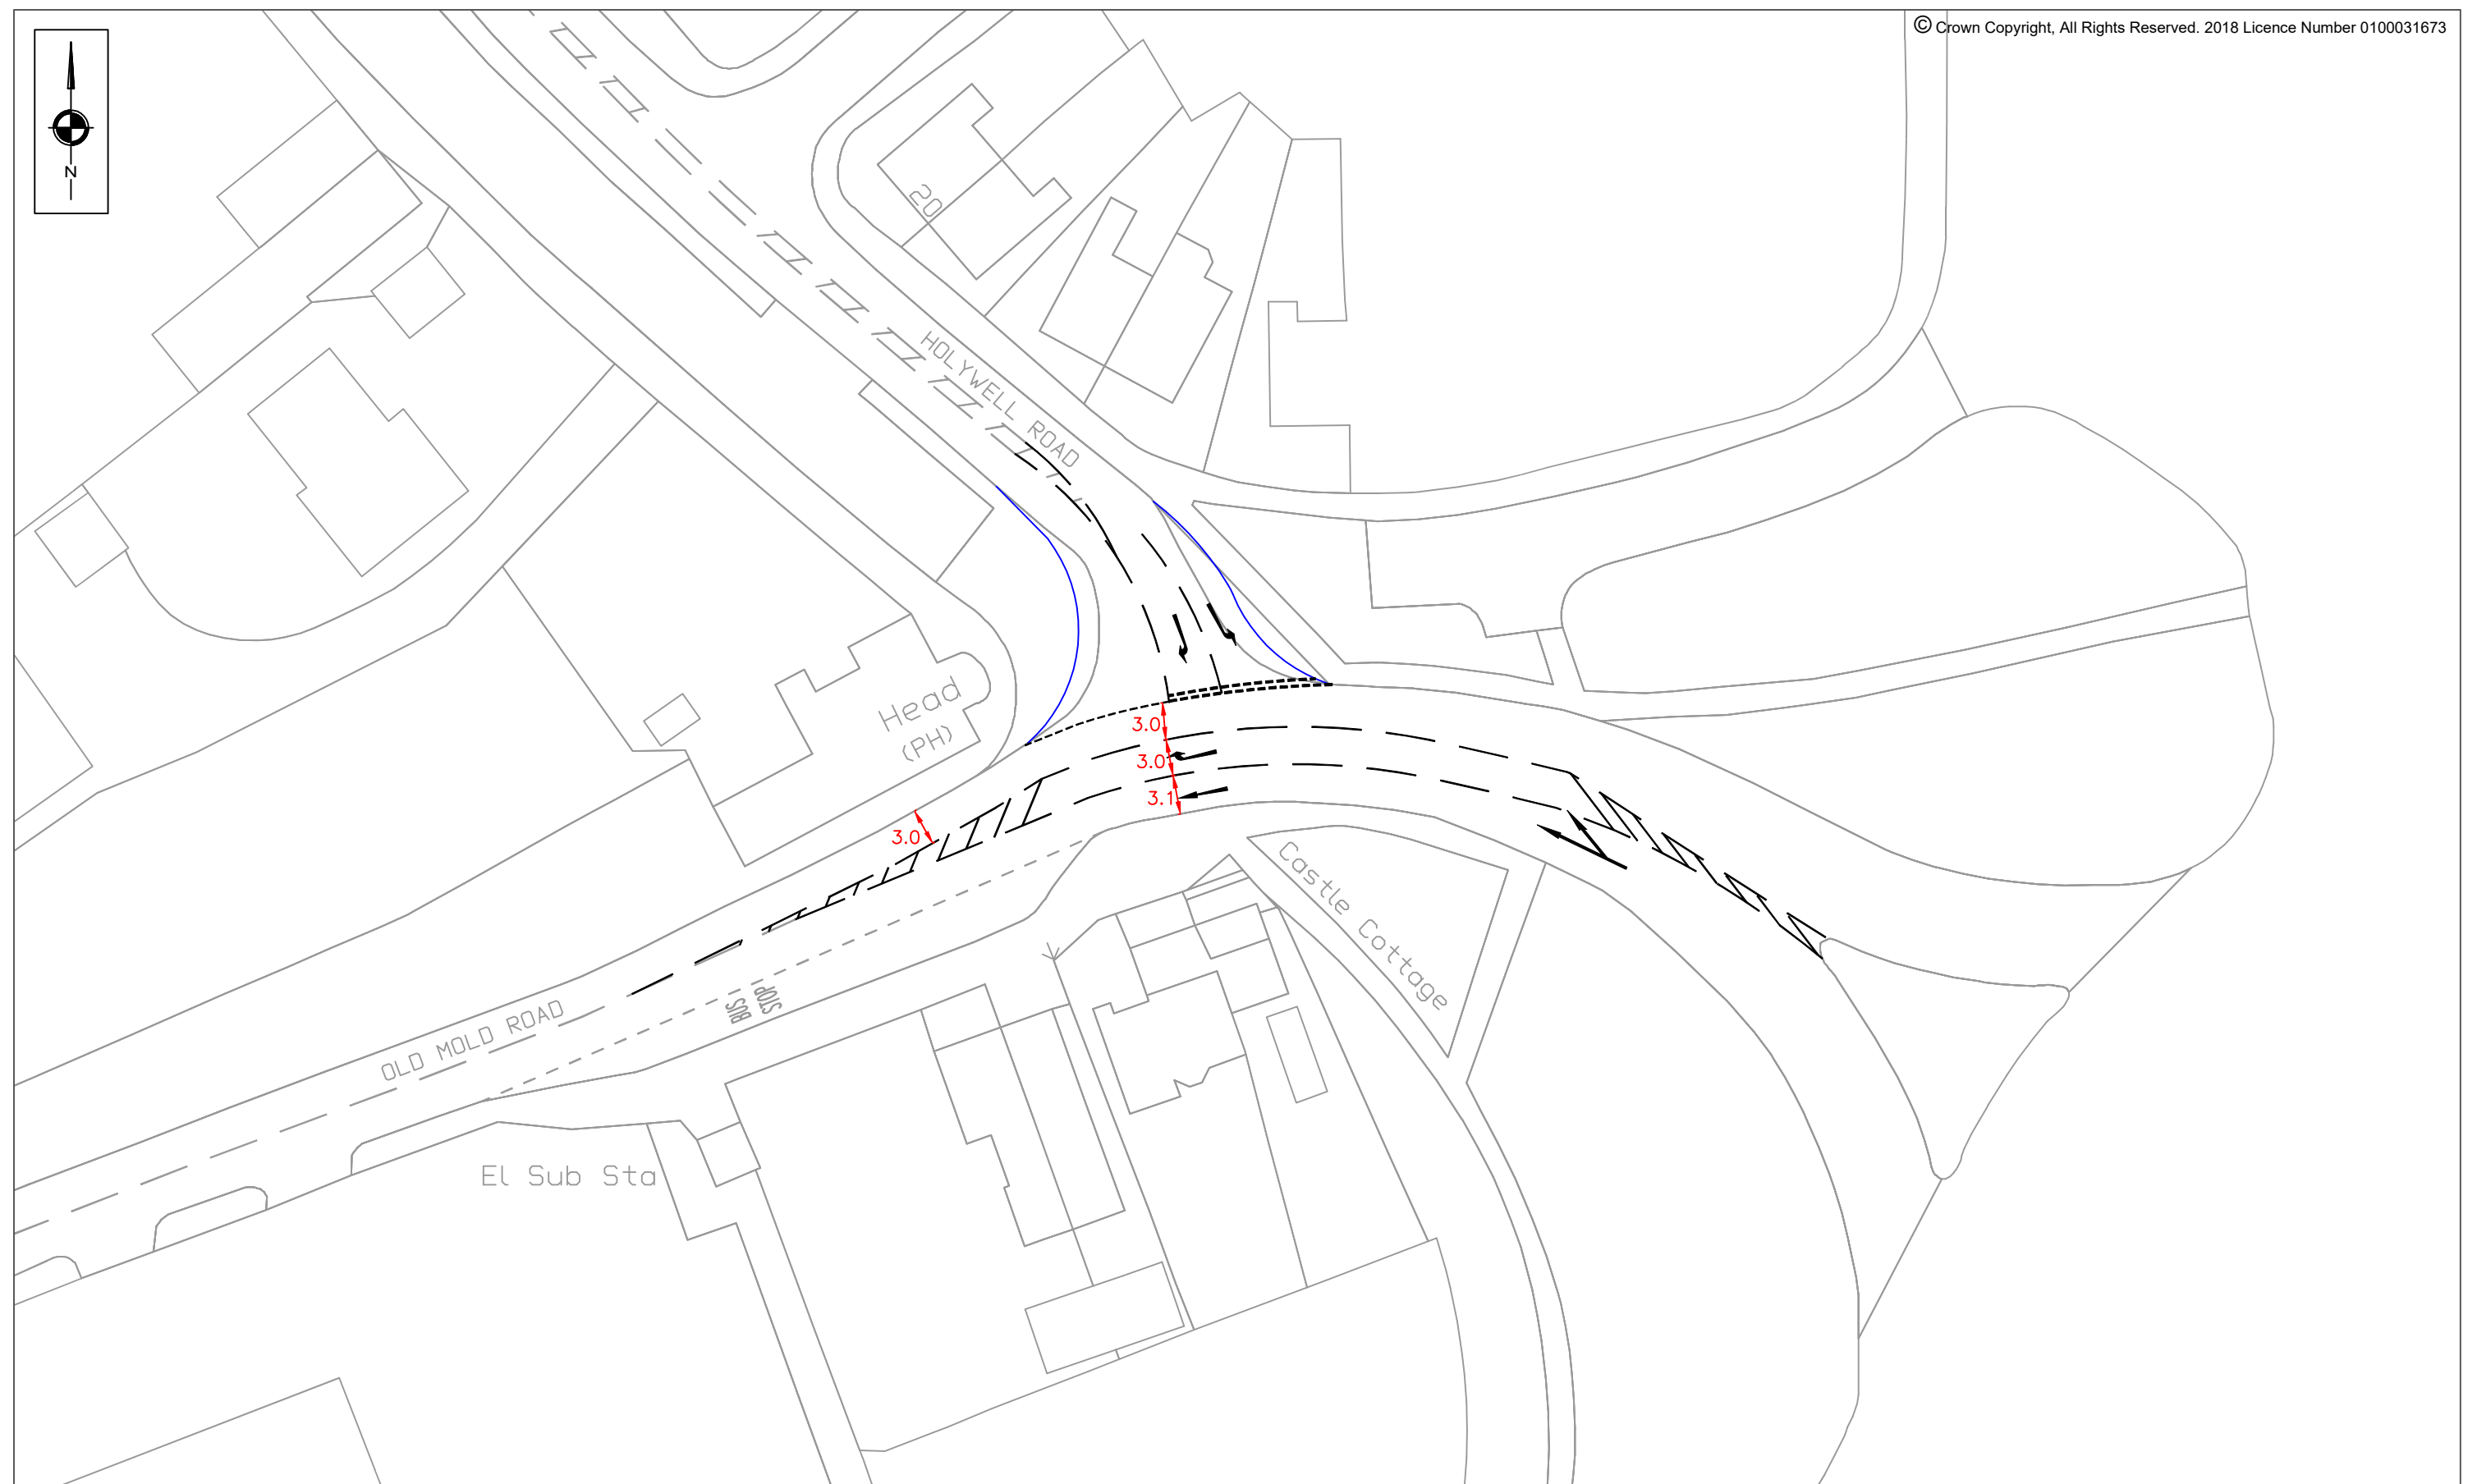 © Crown Copyright, All Rights Reserved. 2018 Licence Number 0100031673
N
20
HOLYWELL ROAD
Head
(PH)
3.0
3.0
3.1
3.0
Castle Cottage
BUS
STOP
OLD MOLD ROAD
El Sub Sta